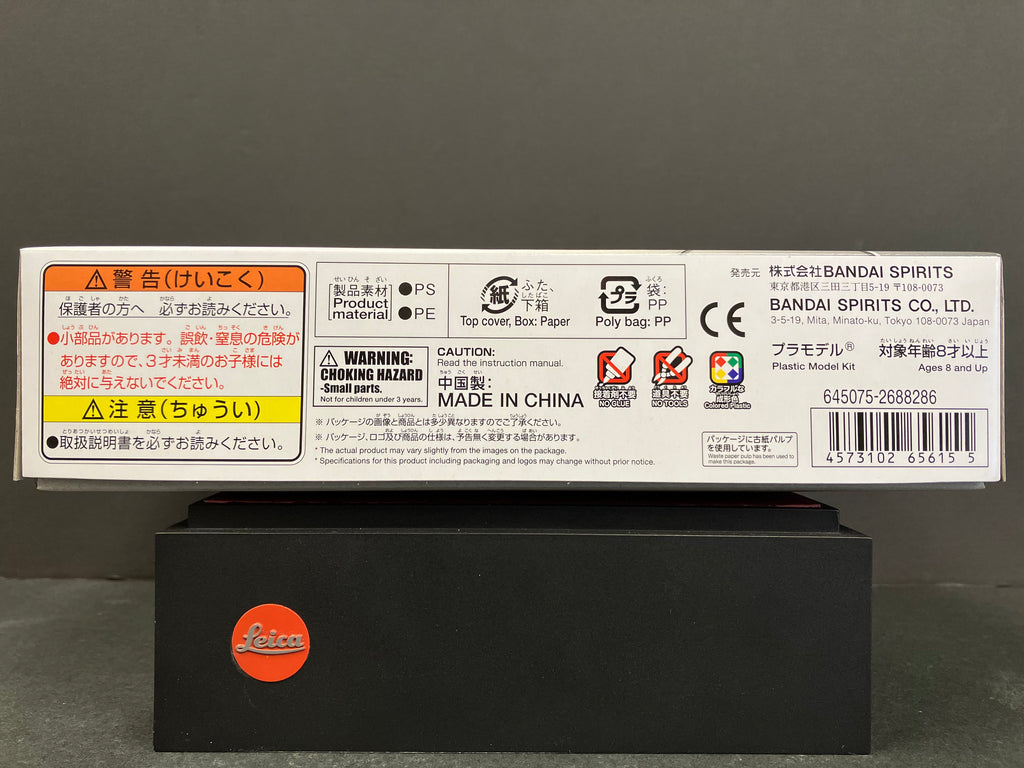 警告(けいこく)
保護者の方へ 必ずお読みください。
●小部品があります。誤飲・窒息の危険が
ありますので、3才未満のお子様には
絶対に与えないでください。
注意(ちゅうい)
●取扱説明書を必ずお読みください。
[製品素材] ●PS
[Product material] ●PE
紙
ふた、
下箱
Top cover, Box: Paper
プラ
袋:
PP
Poly bag: PP
WARNING:
CHOKING HAZARD
-Small parts.
Not for children under 3 years.
CAUTION:
Read the instruction manual.
中国製:
MADE IN CHINA
接着剤不要
NO GLUE
道具不要
NO TOOLS
カラフルな
成形色
Colored Plastic
※ パッケージの画像と商品とは多少異なりますのでご了承ください。
※ パッケージ、ロゴ及び商品の仕様は、予告無く変更する場合があります。
* The actual product may vary slightly from the images on the package.
* Specifications for this product including packaging and logos may change without prior notice.
パッケージに古紙パルプ
を使用しています。
Waste paper pulp has been used to
make this package.
CE
発売元 株式会社BANDAI SPIRITS
東京都港区三田三丁目5-19 〒108-0073
BANDAI SPIRITS CO., LTD.
3-5-19, Mita, Minato-ku, Tokyo 108-0073 Japan
プラモデル® 対象年齢8才以上
Plastic Model Kit Ages 8 and Up
645075-2688286
4573102 65615 5
Leica